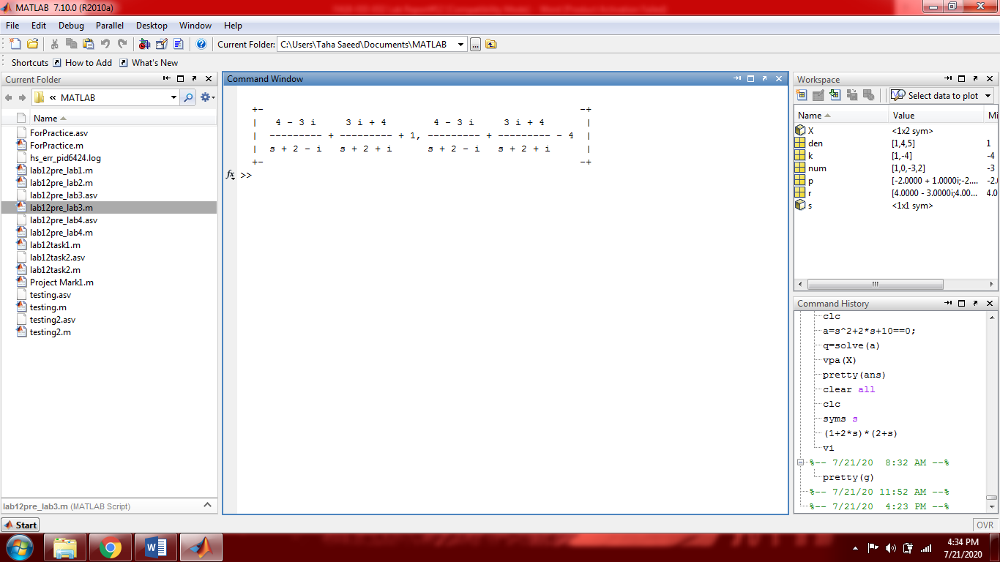 MATLAB 7.10.0 (R2010a)
File Edit Debug Parallel Desktop Window Help
Current Folder: C:\Users\Taha Saeed\Documents\MATLAB ...
Shortcuts How to Add What's New
Current Folder
« MATLAB
Name
ForPractice.asv
ForPractice.m
hs_err_pid6424.log
lab12pre_lab1.m
lab12pre_lab2.m
lab12pre_lab3.asv
lab12pre_lab3.m
lab12pre_lab4.asv
lab12pre_lab4.m
lab12task1.m
lab12task2.asv
lab12task2.m
Project Mark1.m
testing.asv
testing.m
testing2.asv
testing2.m
lab12pre_lab3.m (MATLAB Script)
Command Window
+- -+
| 4 - 3 i 3 i + 4 4 - 3 i 3 i + 4 |
| --------- + --------- + 1, --------- + --------- - 4 |
| s + 2 - i s + 2 + i s + 2 - i s + 2 + i |
+- -+
fx >>
Workspace
Select data to plot
Name Value Mi
X <1x2 sym>
den [1,4,5] 1
k [1,-4] -4
num [1,0,-3,2] -3
p [-2.0000 + 1.0000i;-2.... -2.0
r [4.0000 - 3.0000i;4.00... 4.0
s <1x1 sym>
Command History
clc
a=s^2+2*s+10==0;
q=solve(a)
vpa(X)
pretty(ans)
clear all
clc
syms s
(1+2*s)*(2+s)
vi
%-- 7/21/20 8:32 AM --%
pretty(g)
%-- 7/21/20 11:52 AM --%
%-- 7/21/20 4:23 PM --%
Start
OVR
4:34 PM
7/21/2020